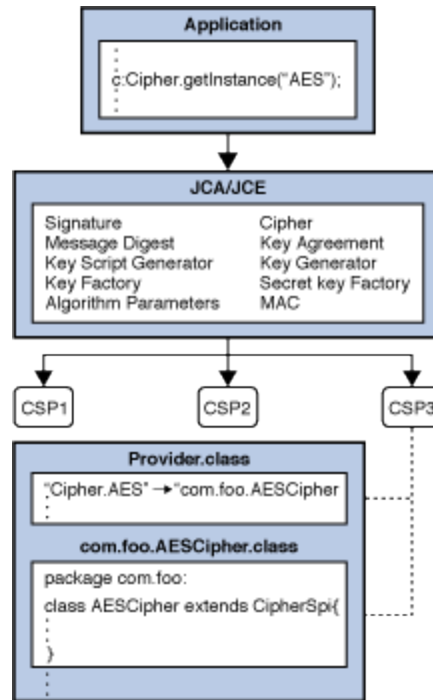 Application
c:Cipher.getInstance("AES");
JCA/JCE
Signature
Message Digest
Key Script Generator
Key Factory
Algorithm Parameters
Cipher
Key Agreement
Key Generator
Secret key Factory
MAC
CSP1
CSP2
CSP3
Provider.class
"Cipher.AES" → "com.foo.AESCipher
com.foo.AESCipher.class
package com.foo:
class AESCipher extends CipherSpi{
}